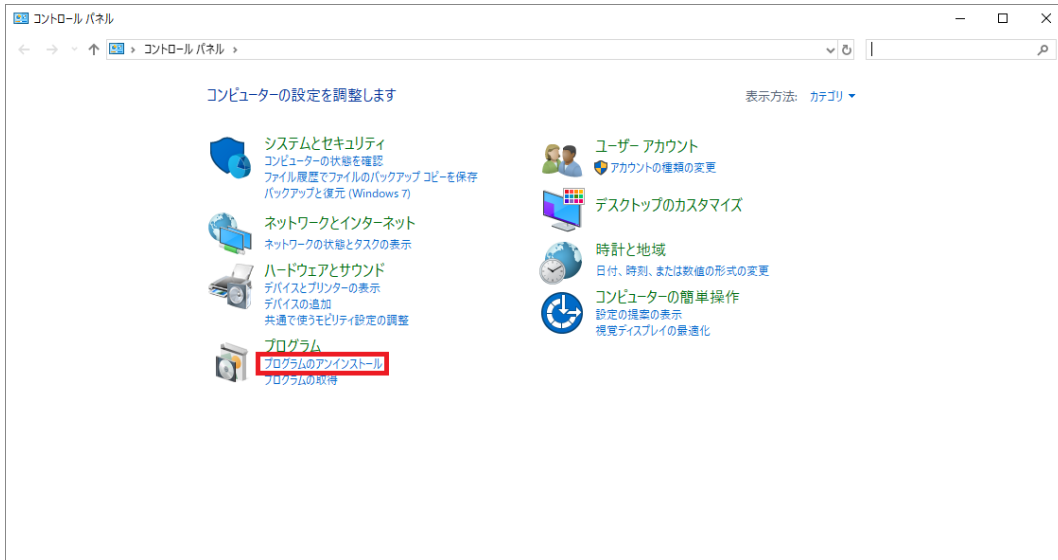 コントロール パネル
コントロール パネル
コンピューターの設定を調整します
表示方法: カテゴリ
システムとセキュリティ
コンピューターの状態を確認
ファイル履歴でファイルのバックアップ コピーを保存
バックアップと復元 (Windows 7)
ネットワークとインターネット
ネットワークの状態とタスクの表示
ハードウェアとサウンド
デバイスとプリンターの表示
デバイスの追加
共通で使うモビリティ設定の調整
プログラム
プログラムのアンインストール
プログラムの取得
ユーザー アカウント
アカウントの種類の変更
デスクトップのカスタマイズ
時計と地域
日付、時刻、または数値の形式の変更
コンピューターの簡単操作
設定の提案の表示
視覚ディスプレイの最適化